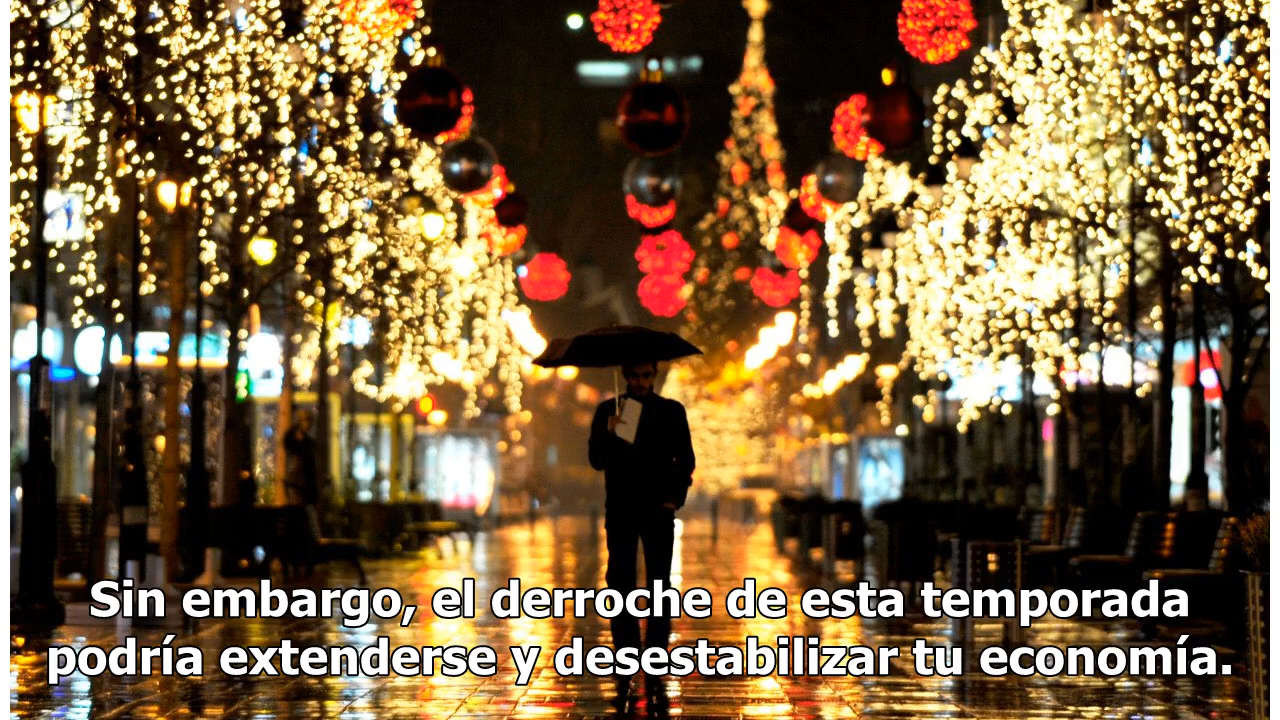 Sin embargo, el derroche de esta temporada
podría extenderse y desestabilizar tu economía.